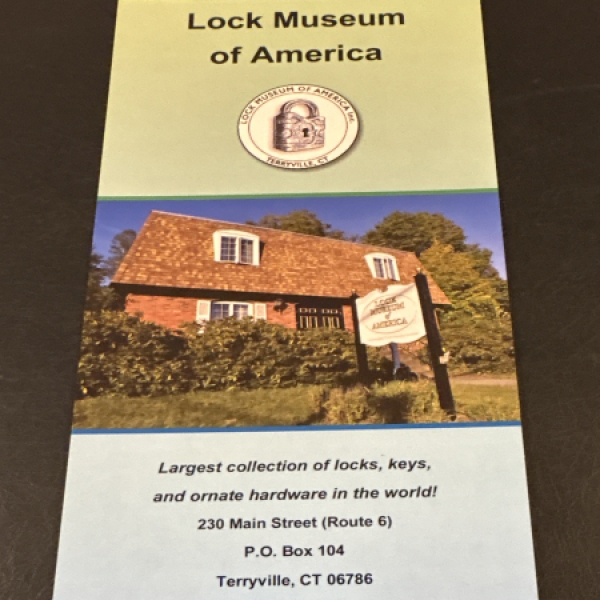 Lock Museum
of America
LOCK MUSEUM OF AMERICA Inc.
TERRYVILLE, CT
LOCK
MUSEUM
of
AMERICA
Largest collection of locks, keys,
and ornate hardware in the world!
230 Main Street (Route 6)
P.O. Box 104
Terryville, CT 06786